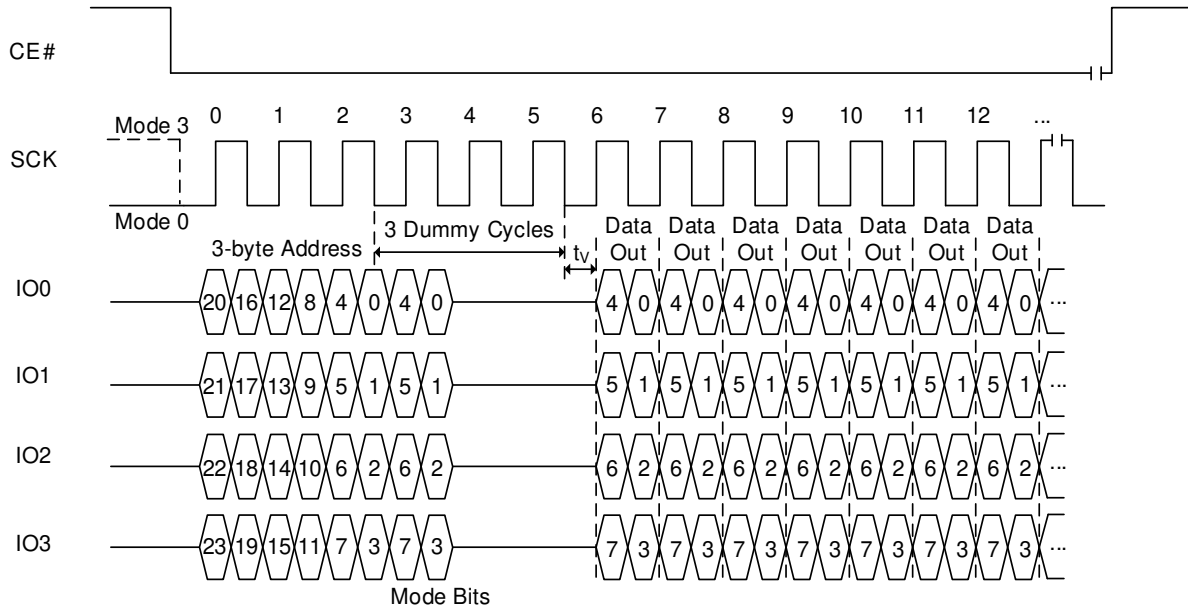 CE#
0 1 2 3 4 5 6 7 8 9 10 11 12 ...
Mode 3
SCK
Mode 0
3-byte Address
3 Dummy Cycles
tV
Data Out Data Out Data Out Data Out Data Out Data Out Data Out
IO0 20 16 12 8 4 0 4 0 4 0 4 0 4 0 4 0 4 0 4 0 4 0 ...
IO1 21 17 13 9 5 1 5 1 5 1 5 1 5 1 5 1 5 1 5 1 5 1 ...
IO2 22 18 14 10 6 2 6 2 6 2 6 2 6 2 6 2 6 2 6 2 6 2 ...
IO3 23 19 15 11 7 3 7 3 7 3 7 3 7 3 7 3 7 3 7 3 7 3 ...
Mode Bits